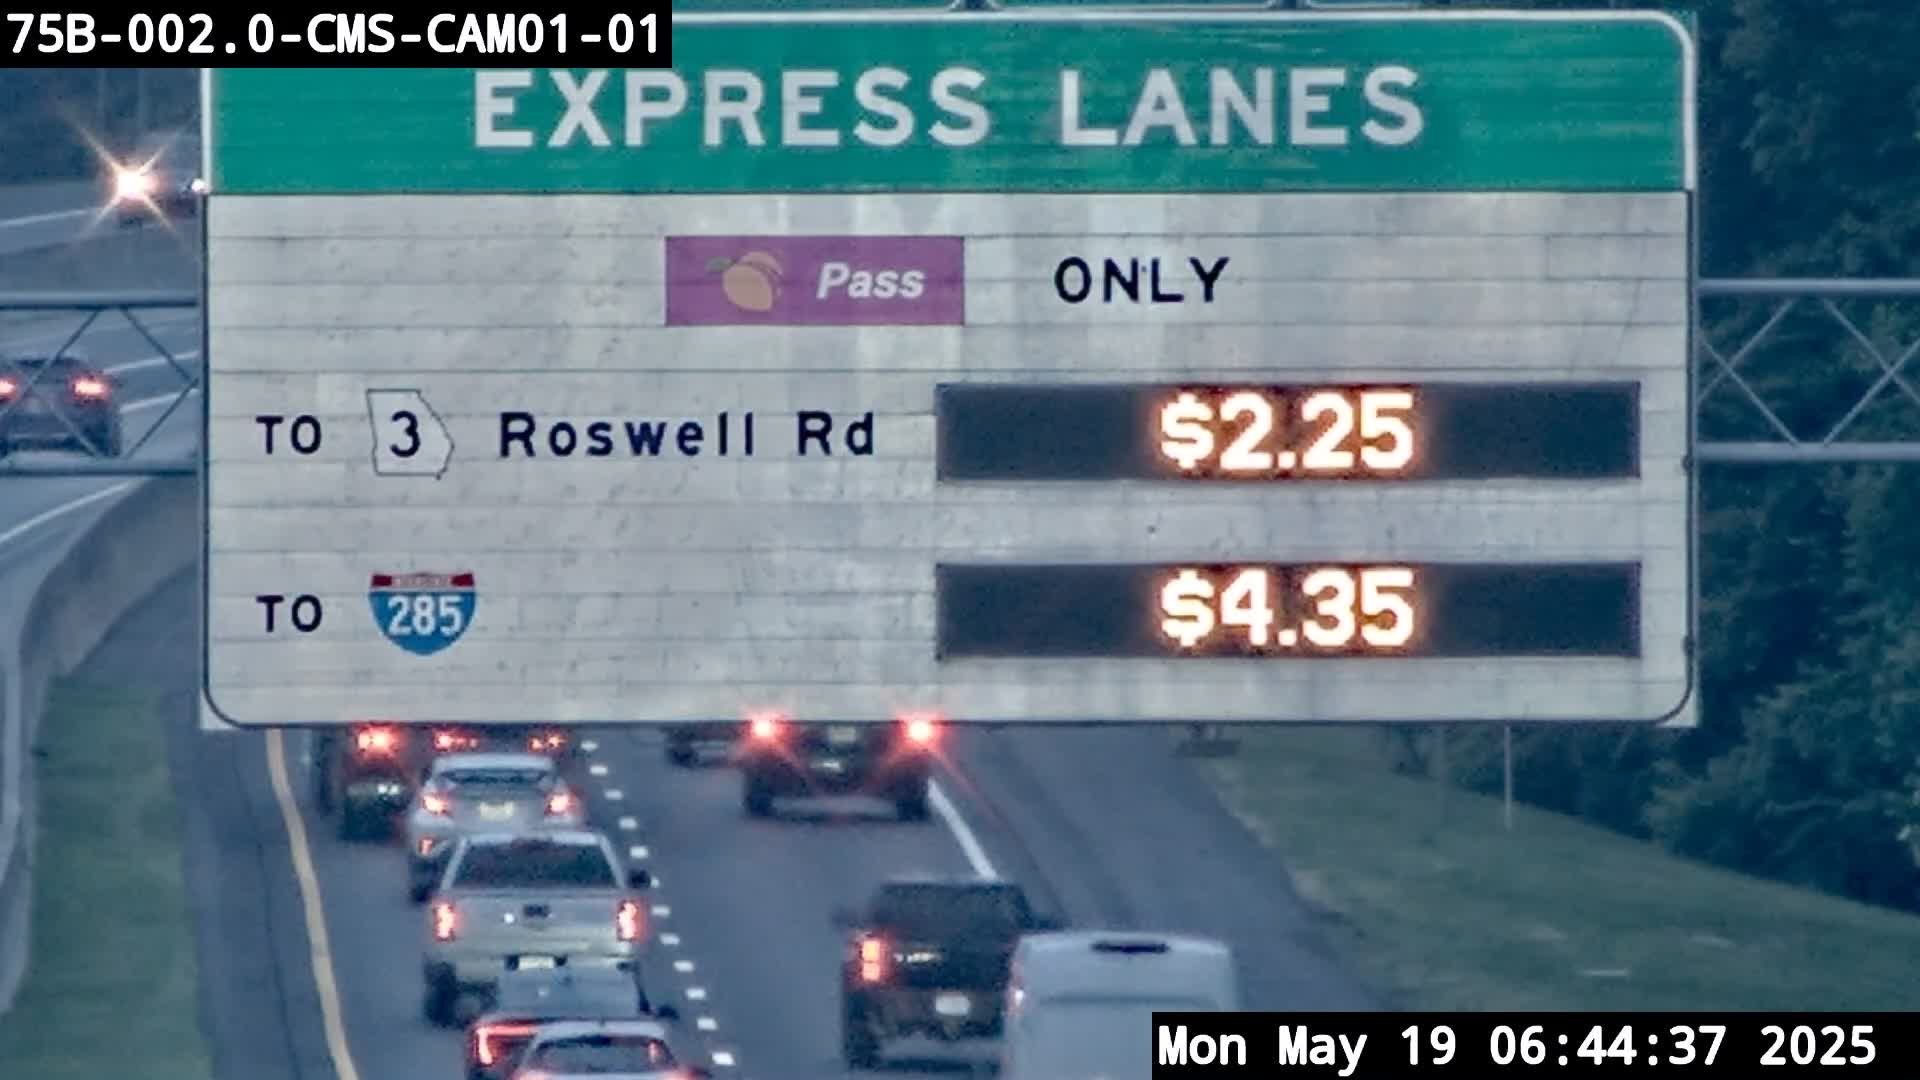 75B-002.0-CMS-CAM01-01
EXPRESS LANES
Pass ONLY
TO 3 Roswell Rd $2.25
TO 285 $4.35
Mon May 19 06:44:37 2025